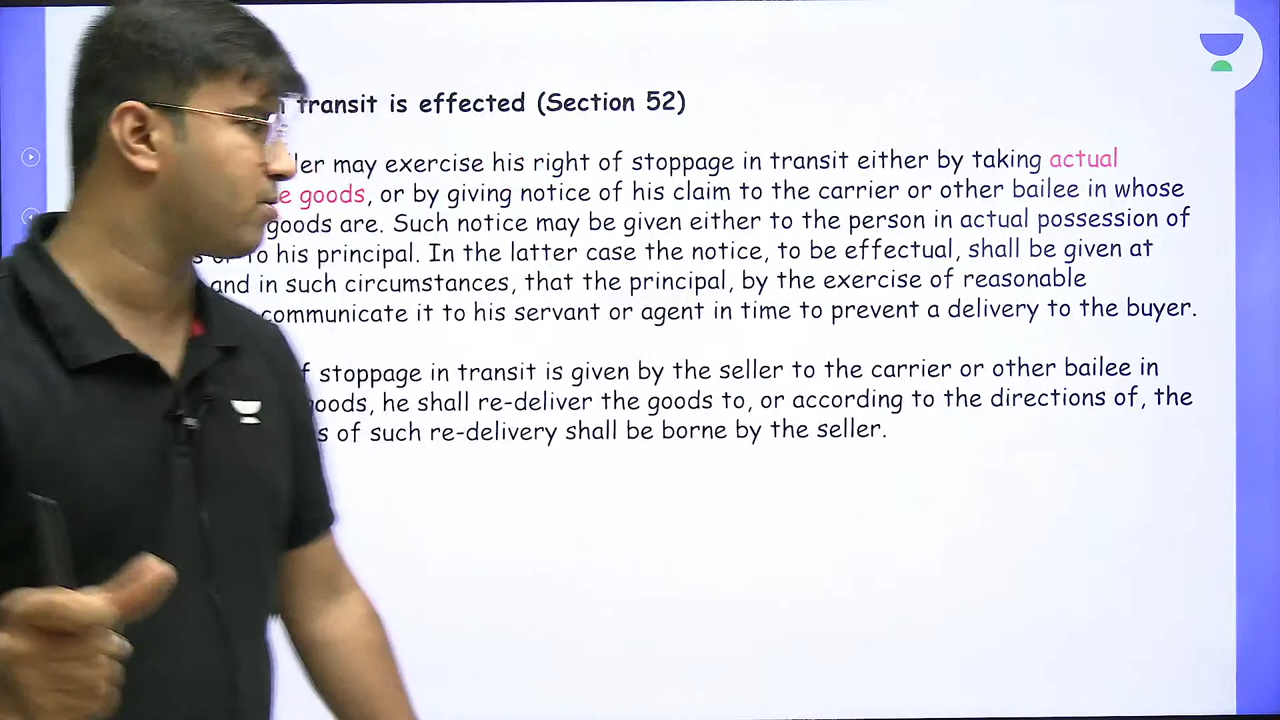 transit is effected (Section 52)
may exercise his right of stoppage in transit either by taking actual
goods, or by giving notice of his claim to the carrier or other bailee in whose
goods are. Such notice may be given either to the person in actual possession of
to his principal. In the latter case the notice, to be effectual, shall be given at
and in such circumstances, that the principal, by the exercise of reasonable
communicate it to his servant or agent in time to prevent a delivery to the buyer.
stoppage in transit is given by the seller to the carrier or other bailee in
goods, he shall re-deliver the goods to, or according to the directions of, the
of such re-delivery shall be borne by the seller.